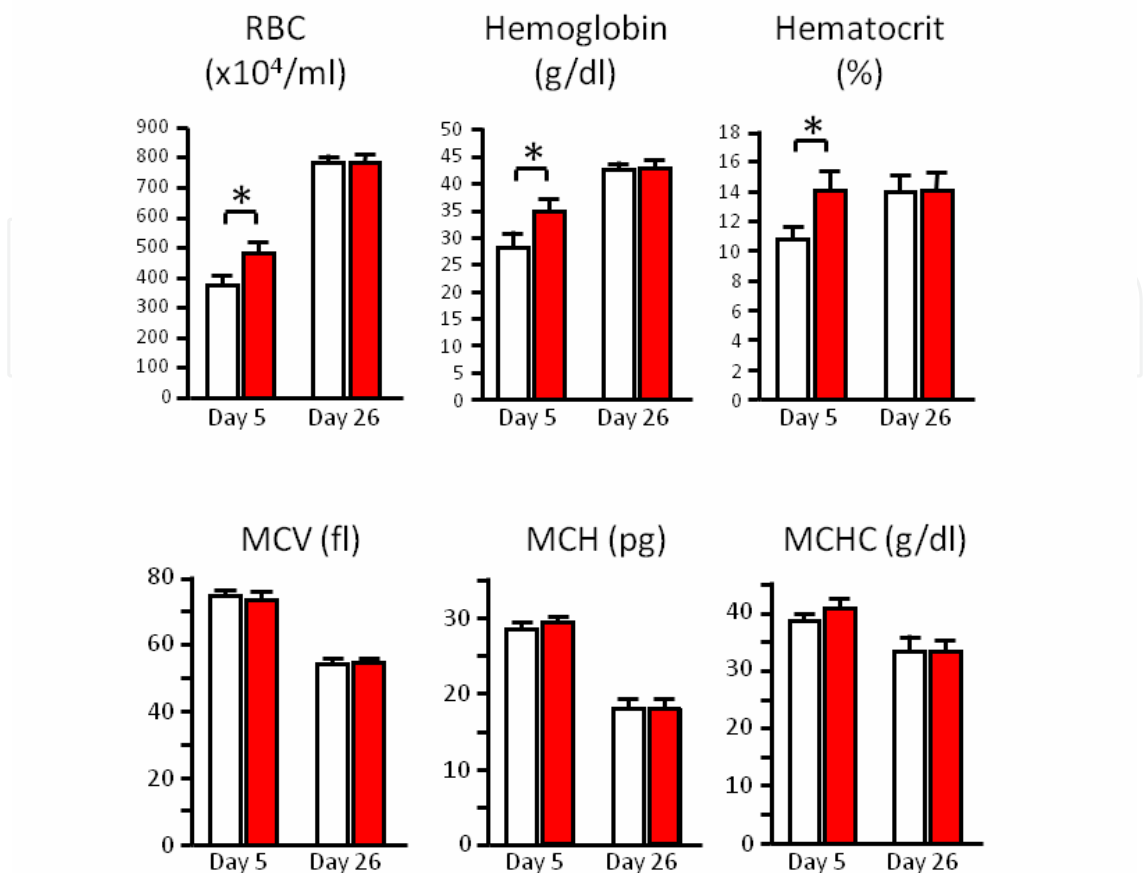 RBC
(x10⁴/ml)
Hemoglobin
(g/dl)
Hematocrit
(%)
900
800
700
600
500
400
300
200
100
0
*
Day 5
Day 26
50
45
40
35
30
25
20
15
10
5
0
*
Day 5
Day 26
18
16
14
12
10
8
6
4
2
0
*
Day 5
Day 26
MCV (fl)
80
60
40
20
0
Day 5
Day 26
MCH (pg)
30
20
10
0
Day 5
Day 26
MCHC (g/dl)
40
30
20
10
0
Day 5
Day 26